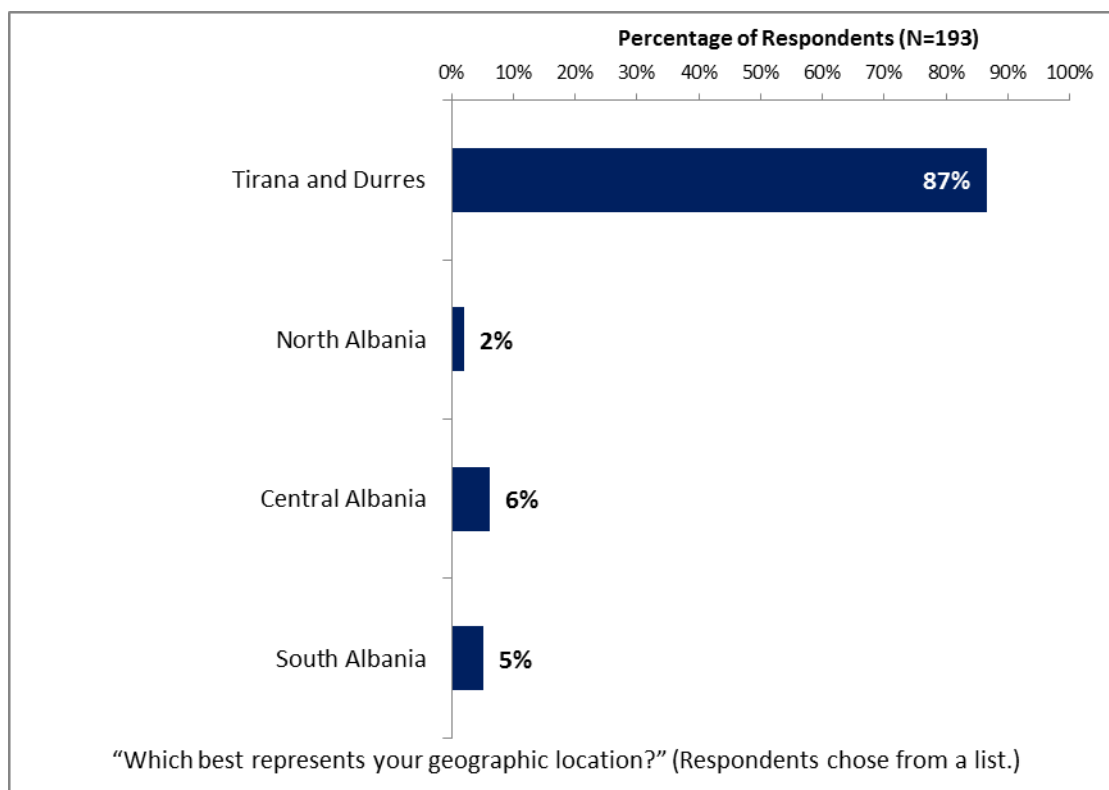 Percentage of Respondents (N=193)
0% 10% 20% 30% 40% 50% 60% 70% 80% 90% 100%
Tirana and Durres 87%
North Albania 2%
Central Albania 6%
South Albania 5%
“Which best represents your geographic location?” (Respondents chose from a list.)